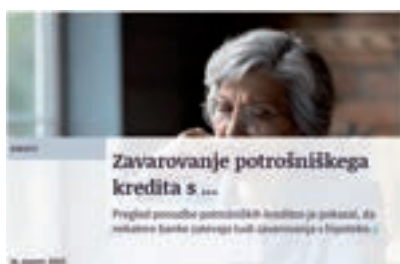 Zavarovanje potrošniškega
kredita s ...
Pregled ponudbe potrošniških kreditov je pokazal, da
nekatere banke zahtevajo tudi zavarovanje s hipoteko.